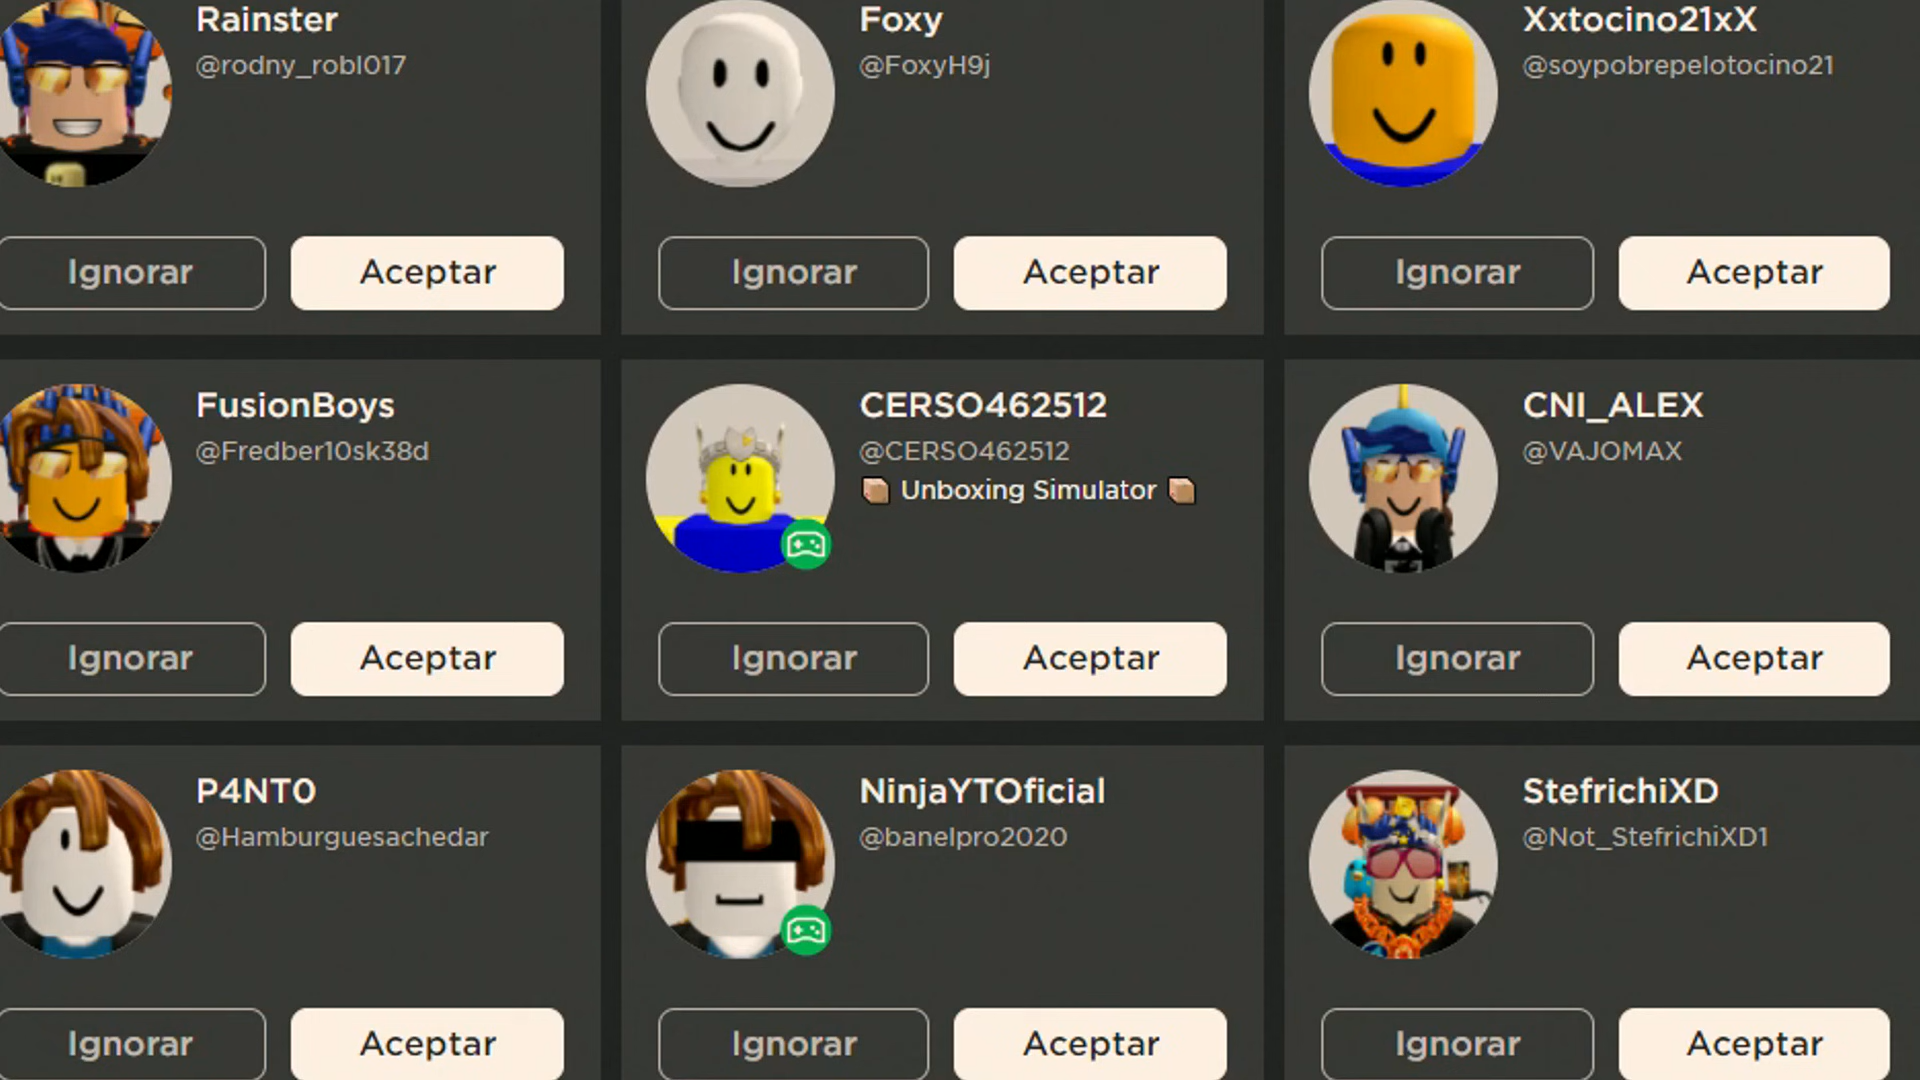 Rainster
@rodny_robl017
Ignorar
Aceptar
Foxy
@FoxyH9j
Ignorar
Aceptar
Xxtocino21xX
@soypobrepelotocino21
Ignorar
Aceptar
FusionBoys
@Fredber10sk38d
Ignorar
Aceptar
CERSO462512
@CERSO462512
📦 Unboxing Simulator 📦
Ignorar
Aceptar
CNI_ALEX
@VAJOMAX
Ignorar
Aceptar
P4NT0
@Hamburguesachedar
Ignorar
Aceptar
NinjaYTOficial
@banelpro2020
Ignorar
Aceptar
StefrichiXD
@Not_StefrichiXD1
Ignorar
Aceptar